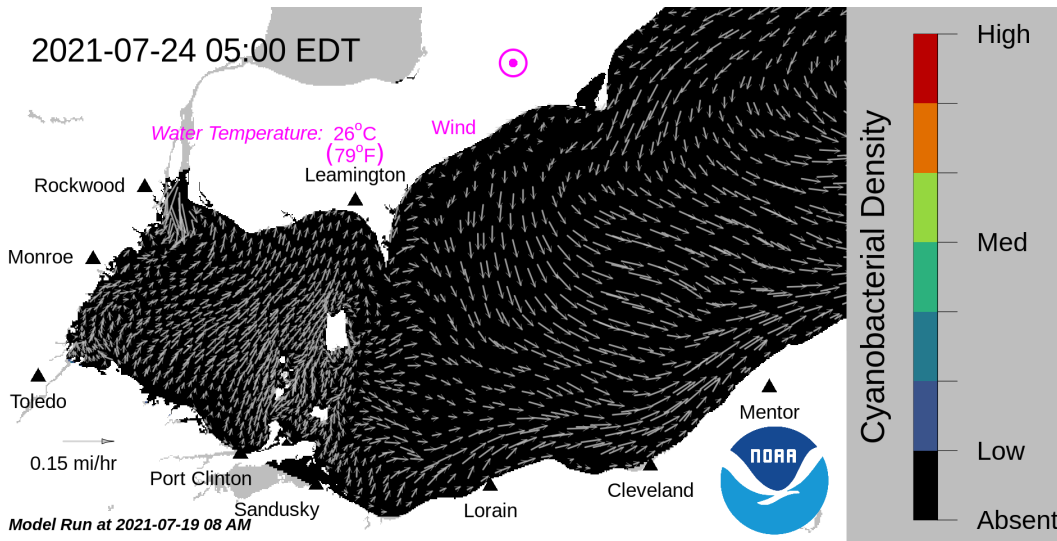 2021-07-24 05:00 EDT
Water Temperature: 26°C
(79°F)
Wind
Leamington
Rockwood
Monroe
Toledo
0.15 mi/hr
Port Clinton
Sandusky
Lorain
Cleveland
Mentor
NOAA
Model Run at 2021-07-19 08 AM
Cyanobacterial Density
High
Med
Low
Absent